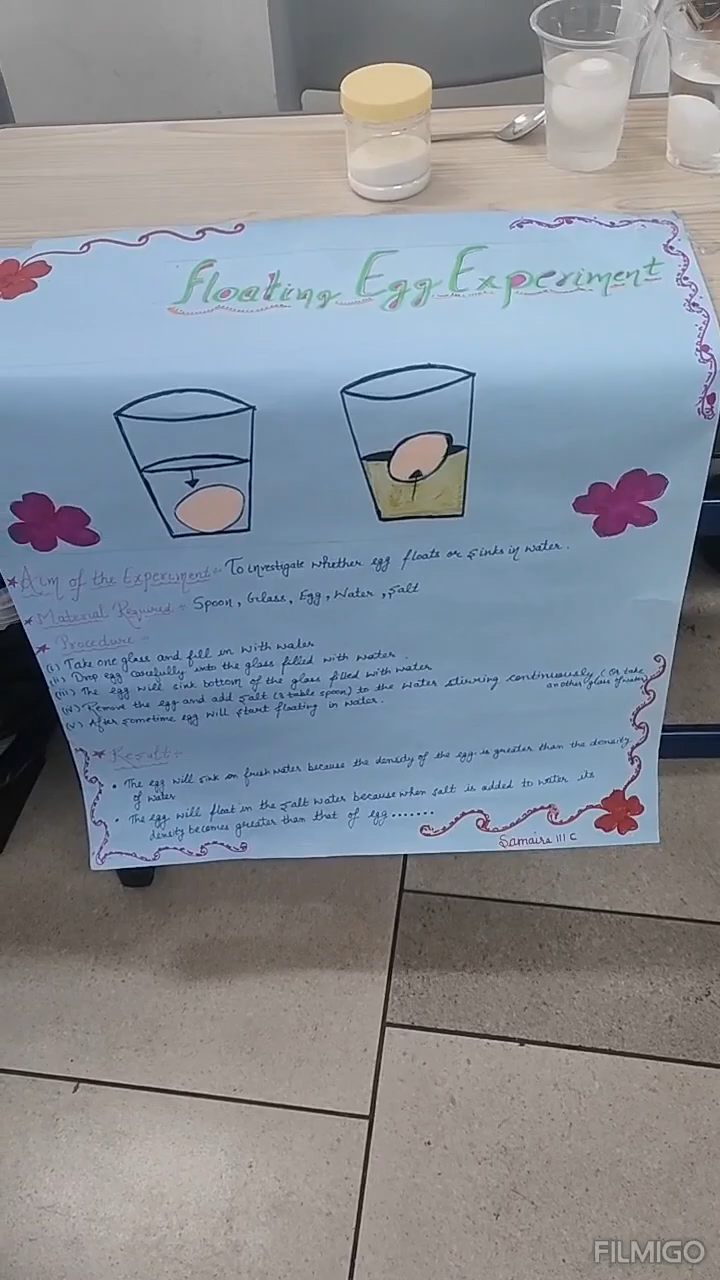 Floating Egg Experiment
* Aim of the Experiment:- To investigate whether egg floats or sinks in water.
* Material Required :- Spoon, Glass, Egg, Water, Salt
* Procedure :-
(i) Take one glass and fill in with water
(ii) Drop egg carefully into the glass filled with water.
(iii) The egg will sink bottom of the glass filled with water
(iv) Remove the egg and add salt (3 table spoon) to the water stirring continuously (or take another glass of water)
(v) After sometime egg will start floating in water.
* Result :-
• The egg will sink on fresh water because the density of the egg is greater than the density
of water
• The egg will float in the salt water because when salt is added to water its
density becomes greater than that of egg.......
Samaira III C
FILMIGO